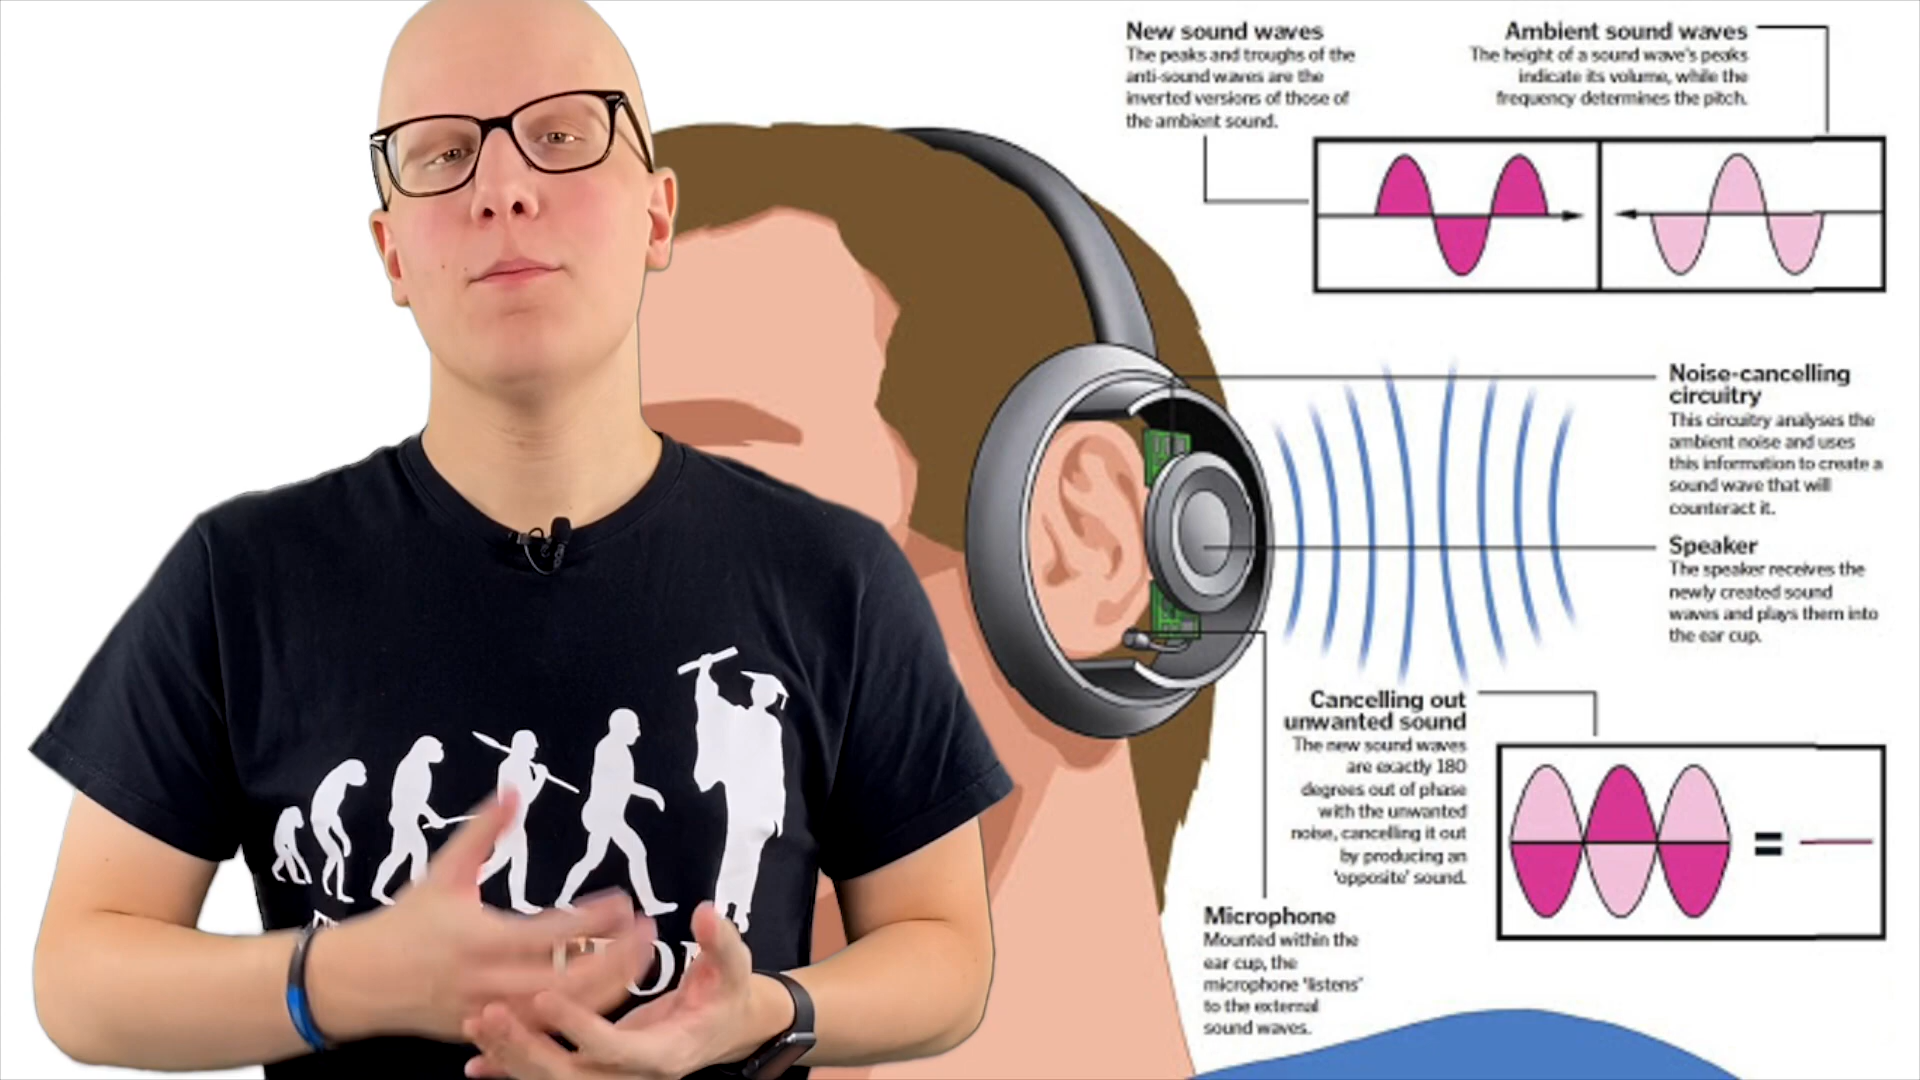 New sound waves
The peaks and troughs of the
anti-sound waves are the
inverted versions of those of
the ambient sound.
Ambient sound waves
The height of a sound wave's peaks
indicate its volume, while the
frequency determines the pitch.
Noise-cancelling
circuitry
This circuitry analyses the
ambient noise and uses
this information to create a
sound wave that will
counteract it.
Speaker
The speaker receives the
newly created sound
waves and plays them into
the ear cup.
Cancelling out
unwanted sound
The new sound waves
are exactly 180
degrees out of phase
with the unwanted
noise, cancelling it out
by producing an
'opposite' sound.
=
Microphone
Mounted within the
ear cup, the
microphone 'listens'
to the external
sound waves.